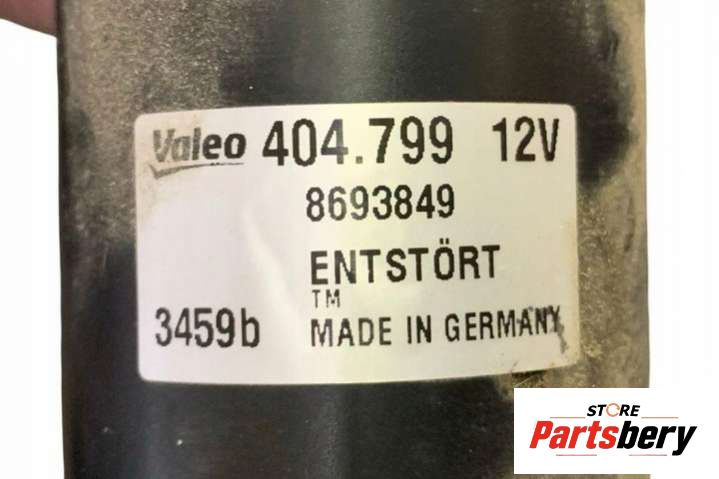 Valeo 404.799 12V
8693849
ENTSTÖRT
TM
3459b MADE IN GERMANY
STORE
Partsbery